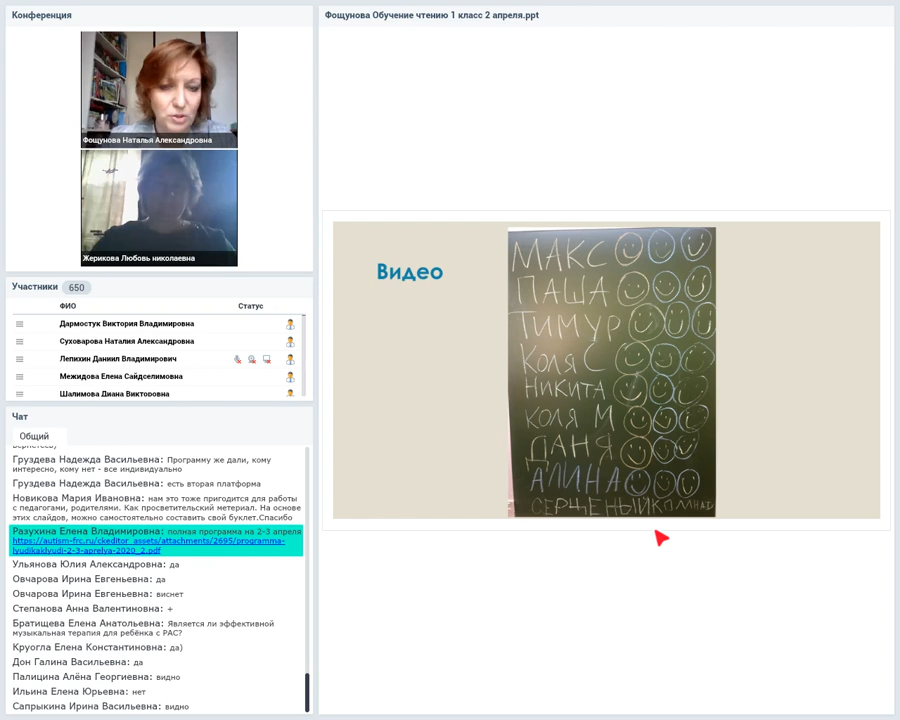 Конференция
Фощунова Наталья Александровна
Жерикова Любовь николаевна
Участники 650
ФИО Статус
Дармостук Виктория Владимировна
Суховарова Наталия Александровна
Лепихин Даниил Владимирович
Межидова Елена Сайдселимовна
Шалимова Диана Викторовна
Чат
Общий
Груздева Надежда Васильевна: Программу же дали, кому
интересно, кому нет - все индивидуально
Груздева Надежда Васильевна: есть вторая платформа
Новикова Мария Ивановна: нам это тоже пригодится для работы
с педагогами, родителями. Как просветительский метериал. На основе
этих слайдов, можно самостоятельно составить свой буклет.Спасибо
Разухина Елена Владимировна: полная программа на 2-3 апреля
https://autism-frc.ru/ckeditor_assets/attachments/2695/programma-
lyudikaklyudi-2-3-aprelya-2020_2.pdf
Ульянова Юлия Александровна: да
Овчарова Ирина Евгеньевна: да
Овчарова Ирина Евгеньевна: виснет
Степанова Анна Валентиновна: +
Братищева Елена Анатольевна: Является ли эффективной
музыкальная терапия для ребёнка с РАС?
Круогла Елена Константиновна: да)
Дон Галина Васильевна: да
Палицина Алёна Георгиевна: видно
Ильина Елена Юрьевна: нет
Сапрыкина Ирина Васильевна: видно
Фощунова Обучение чтению 1 класс 2 апреля.ppt
Видео
МАКС
ПАША
ТИМУР
КОЛЯ С
НИКИТА
КОЛЯ М
ДАНЯ
АЛИНА